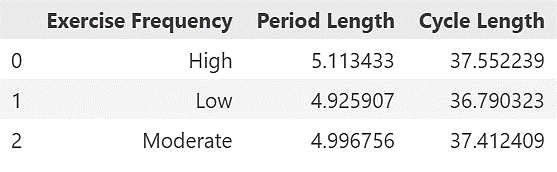 Exercise Frequency Period Length Cycle Length
0 High 5.113433 37.552239
1 Low 4.925907 36.790323
2 Moderate 4.996756 37.412409